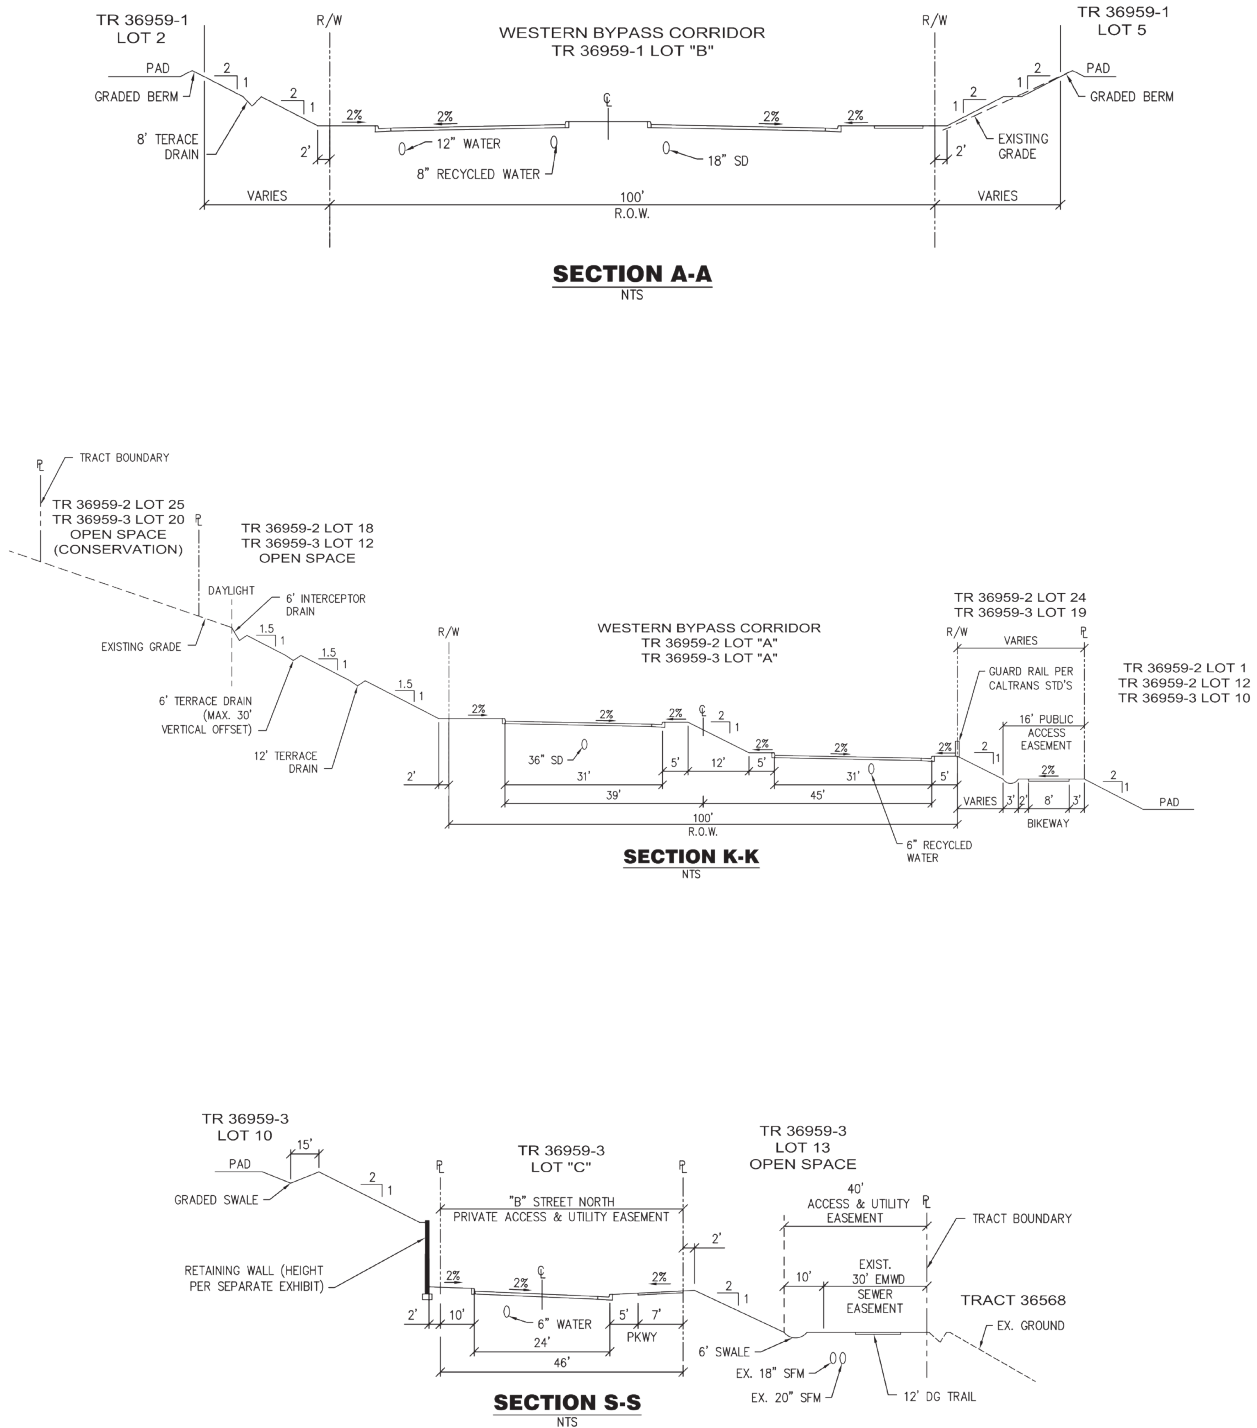 TR 36959-1
LOT 2
R/W
WESTERN BYPASS CORRIDOR
TR 36959-1 LOT "B"
R/W
TR 36959-1
LOT 5
PAD
2
1
GRADED BERM
2
1
8' TERACE
DRAIN
2%
2%
℄
2%
2%
2
1
2
1
PAD
GRADED BERM
EXISTING
GRADE
2'
12" WATER
8" RECYCLED WATER
18" SD
2'
VARIES
100'
R.O.W.
VARIES
SECTION A-A
NTS
TRACT BOUNDARY
PL
TR 36959-2 LOT 25
TR 36959-3 LOT 20
OPEN SPACE
(CONSERVATION)
PL
TR 36959-2 LOT 18
TR 36959-3 LOT 12
OPEN SPACE
DAYLIGHT
6' INTERCEPTOR
DRAIN
EXISTING GRADE
1.5
1
1.5
1
1.5
1
6' TERRACE DRAIN
(MAX. 30'
VERTICAL OFFSET)
12' TERRACE
DRAIN
R/W
WESTERN BYPASS CORRIDOR
TR 36959-2 LOT "A"
TR 36959-3 LOT "A"
TR 36959-2 LOT 24
TR 36959-3 LOT 19
R/W
VARIES
PL
GUARD RAIL PER
CALTRANS STD'S
TR 36959-2 LOT 1
TR 36959-2 LOT 12
TR 36959-3 LOT 10
16' PUBLIC
ACCESS
EASEMENT
2%
2%
2%
℄
2
1
2%
2%
2%
2
1
2%
2
1
PAD
36" SD
2'
31'
5'
12'
5'
31'
5'
39'
45'
VARIES
3'
2'
8'
3'
BIKEWAY
100'
R.O.W.
6" RECYCLED
WATER
SECTION K-K
NTS
TR 36959-3
LOT 10
15'
PAD
GRADED SWALE
2
1
RETAINING WALL (HEIGHT
PER SEPARATE EXHIBIT)
PL
TR 36959-3
LOT "C"
PL
"B" STREET NORTH
PRIVATE ACCESS & UTILITY EASEMENT
TR 36959-3
LOT 13
OPEN SPACE
40'
ACCESS & UTILITY
EASEMENT
PL
TRACT BOUNDARY
2'
2%
2%
℄
2%
2
1
10'
EXIST.
30' EMWD
SEWER
EASEMENT
TRACT 36568
EX. GROUND
2'
10'
6" WATER
5'
7'
PKWY
24'
46'
6' SWALE
EX. 18" SFM
EX. 20" SFM
12' DG TRAIL
SECTION S-S
NTS